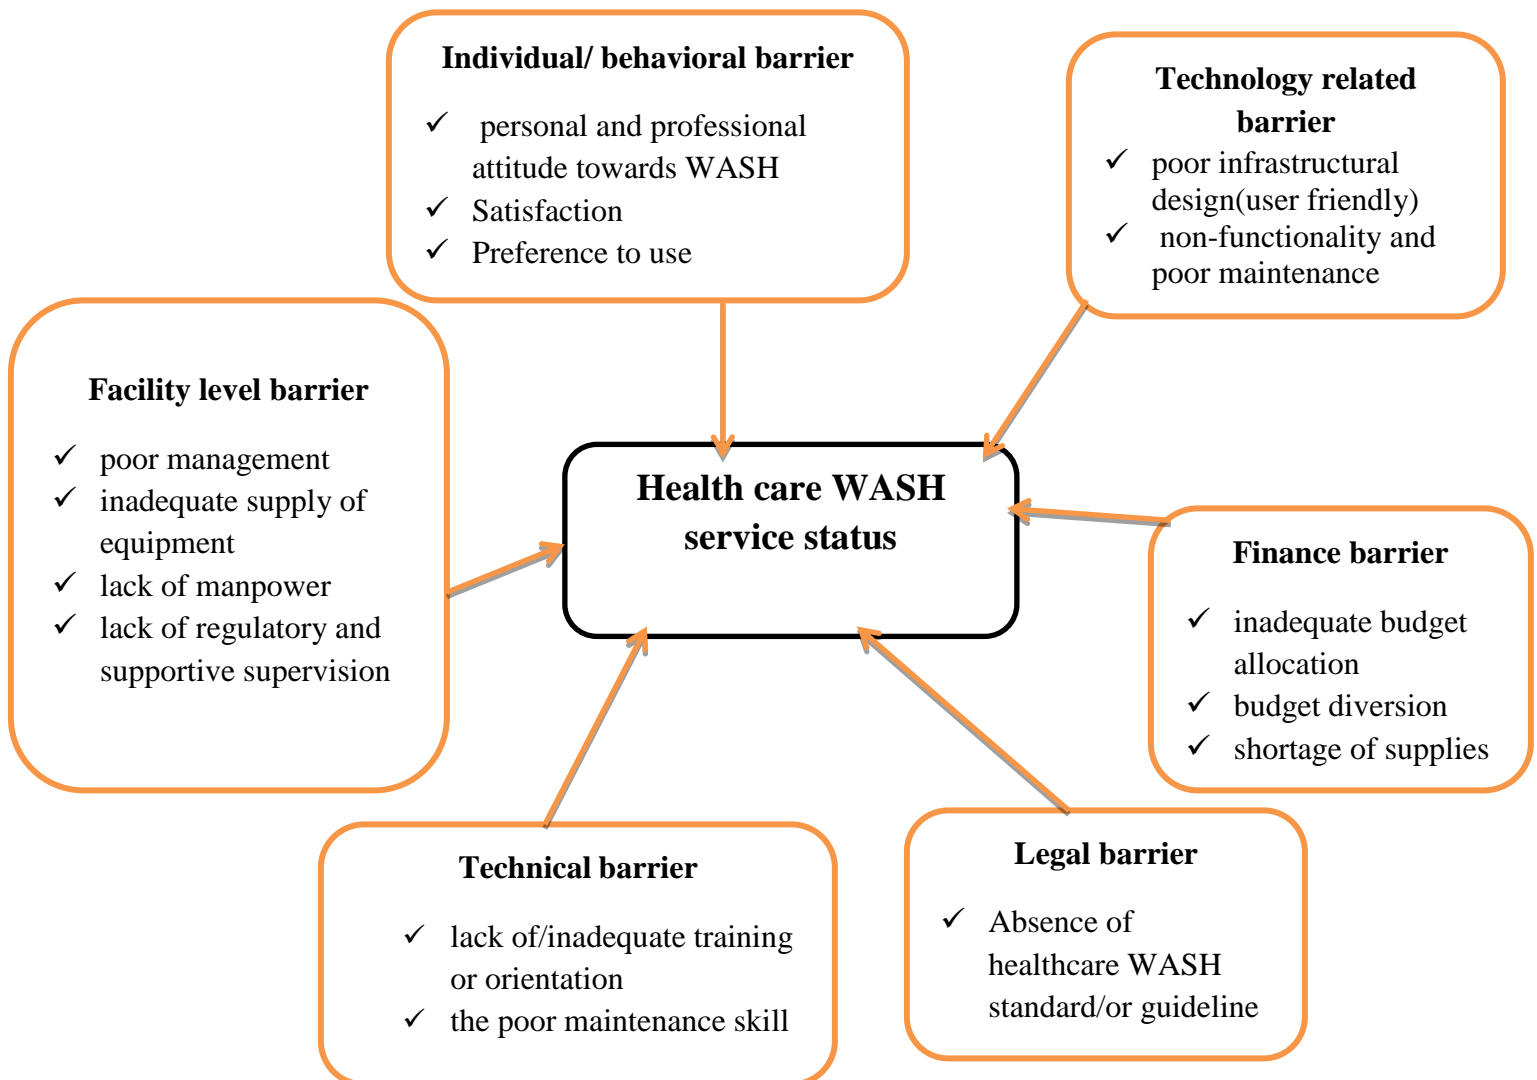 Individual/ behavioral barrier
✓ personal and professional
attitude towards WASH
✓ Satisfaction
✓ Preference to use
Technology related
barrier
✓ poor infrastructural
design(user friendly)
✓ non-functionality and
poor maintenance
Facility level barrier
✓ poor management
✓ inadequate supply of
equipment
✓ lack of manpower
✓ lack of regulatory and
supportive supervision
Health care WASH
service status
Finance barrier
✓ inadequate budget
allocation
✓ budget diversion
✓ shortage of supplies
Technical barrier
✓ lack of/inadequate training
or orientation
✓ the poor maintenance skill
Legal barrier
✓ Absence of
healthcare WASH
standard/or guideline